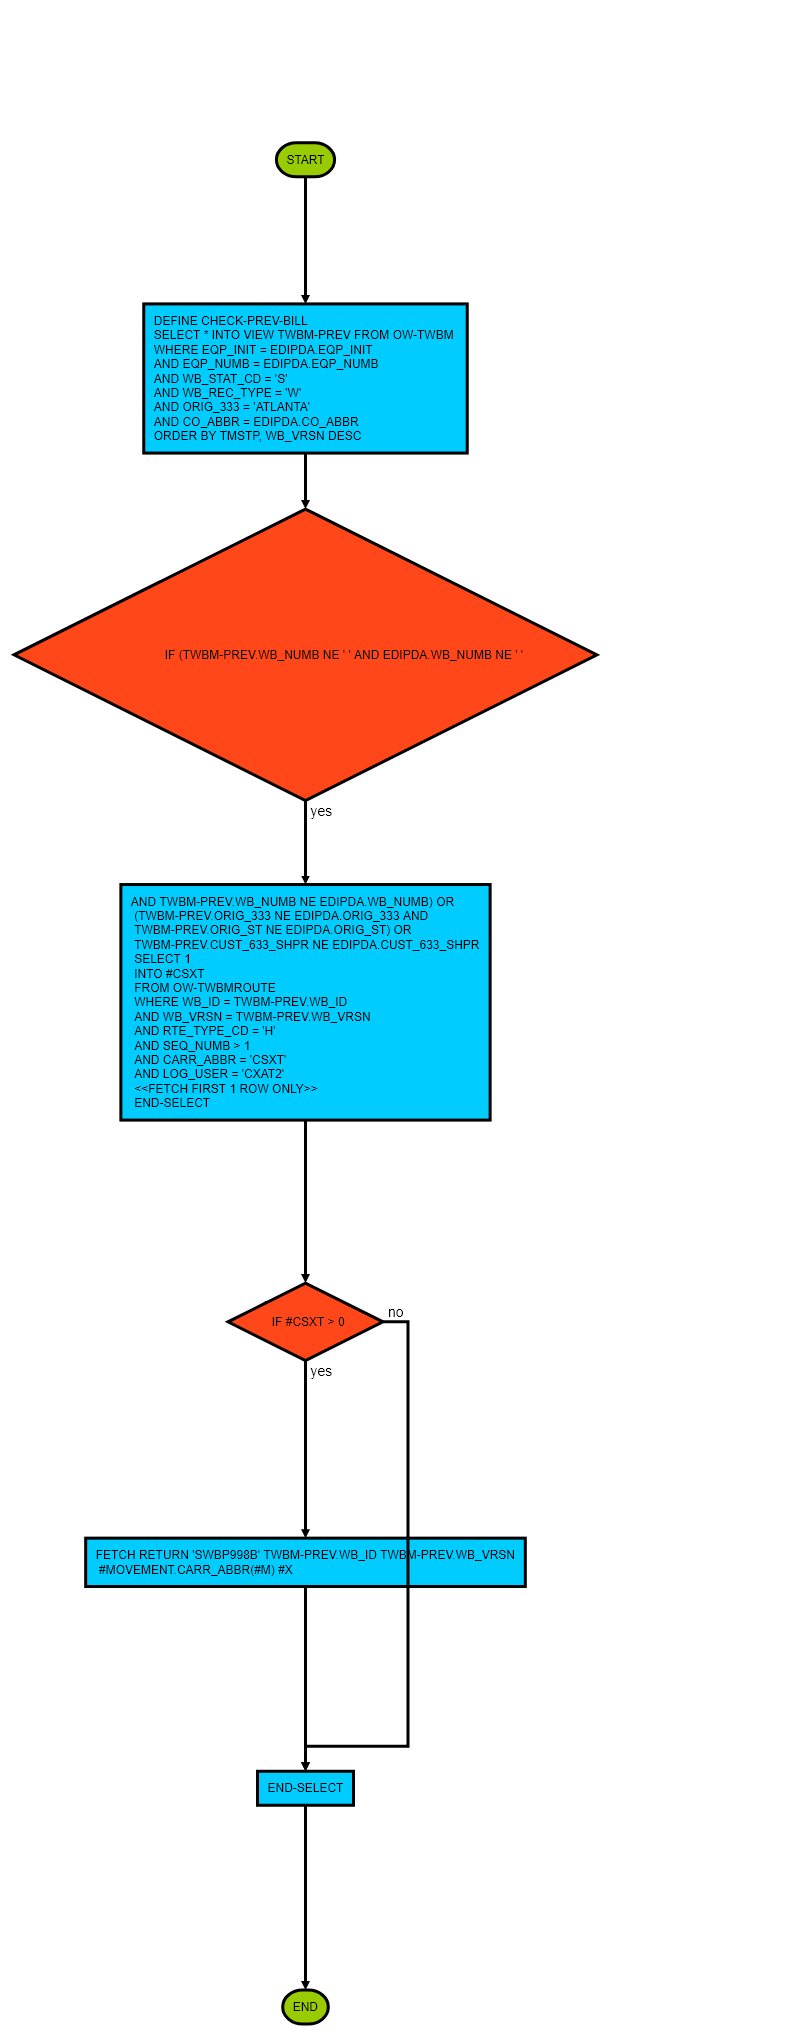 START
DEFINE CHECK-PREV-BILL
SELECT * INTO VIEW TWBM-PREV FROM OW-TWBM
WHERE EQP_INIT = EDIPDA.EQP_INIT
AND EQP_NUMB = EDIPDA.EQP_NUMB
AND WB_STAT_CD = 'S'
AND WB_REC_TYPE = 'W'
AND ORIG_333 = 'ATLANTA'
AND CO_ABBR = EDIPDA.CO_ABBR
ORDER BY TMSTP, WB_VRSN DESC
IF (TWBM-PREV.WB_NUMB NE ' ' AND EDIPDA.WB_NUMB NE ' '
yes
AND TWBM-PREV.WB_NUMB NE EDIPDA.WB_NUMB) OR
(TWBM-PREV.ORIG_333 NE EDIPDA.ORIG_333 AND
TWBM-PREV.ORIG_ST NE EDIPDA.ORIG_ST) OR
TWBM-PREV.CUST_633_SHPR NE EDIPDA.CUST_633_SHPR
SELECT 1
INTO #CSXT
FROM OW-TWBMROUTE
WHERE WB_ID = TWBM-PREV.WB_ID
AND WB_VRSN = TWBM-PREV.WB_VRSN
AND RTE_TYPE_CD = 'H'
AND SEQ_NUMB > 1
AND CARR_ABBR = 'CSXT'
AND LOG_USER = 'CXAT2'
<<FETCH FIRST 1 ROW ONLY>>
END-SELECT
no
IF #CSXT > 0
yes
FETCH RETURN 'SWBP998B' TWBM-PREV.WB_ID TWBM-PREV.WB_VRSN
#MOVEMENT.CARR_ABBR(#M) #X
END-SELECT
END